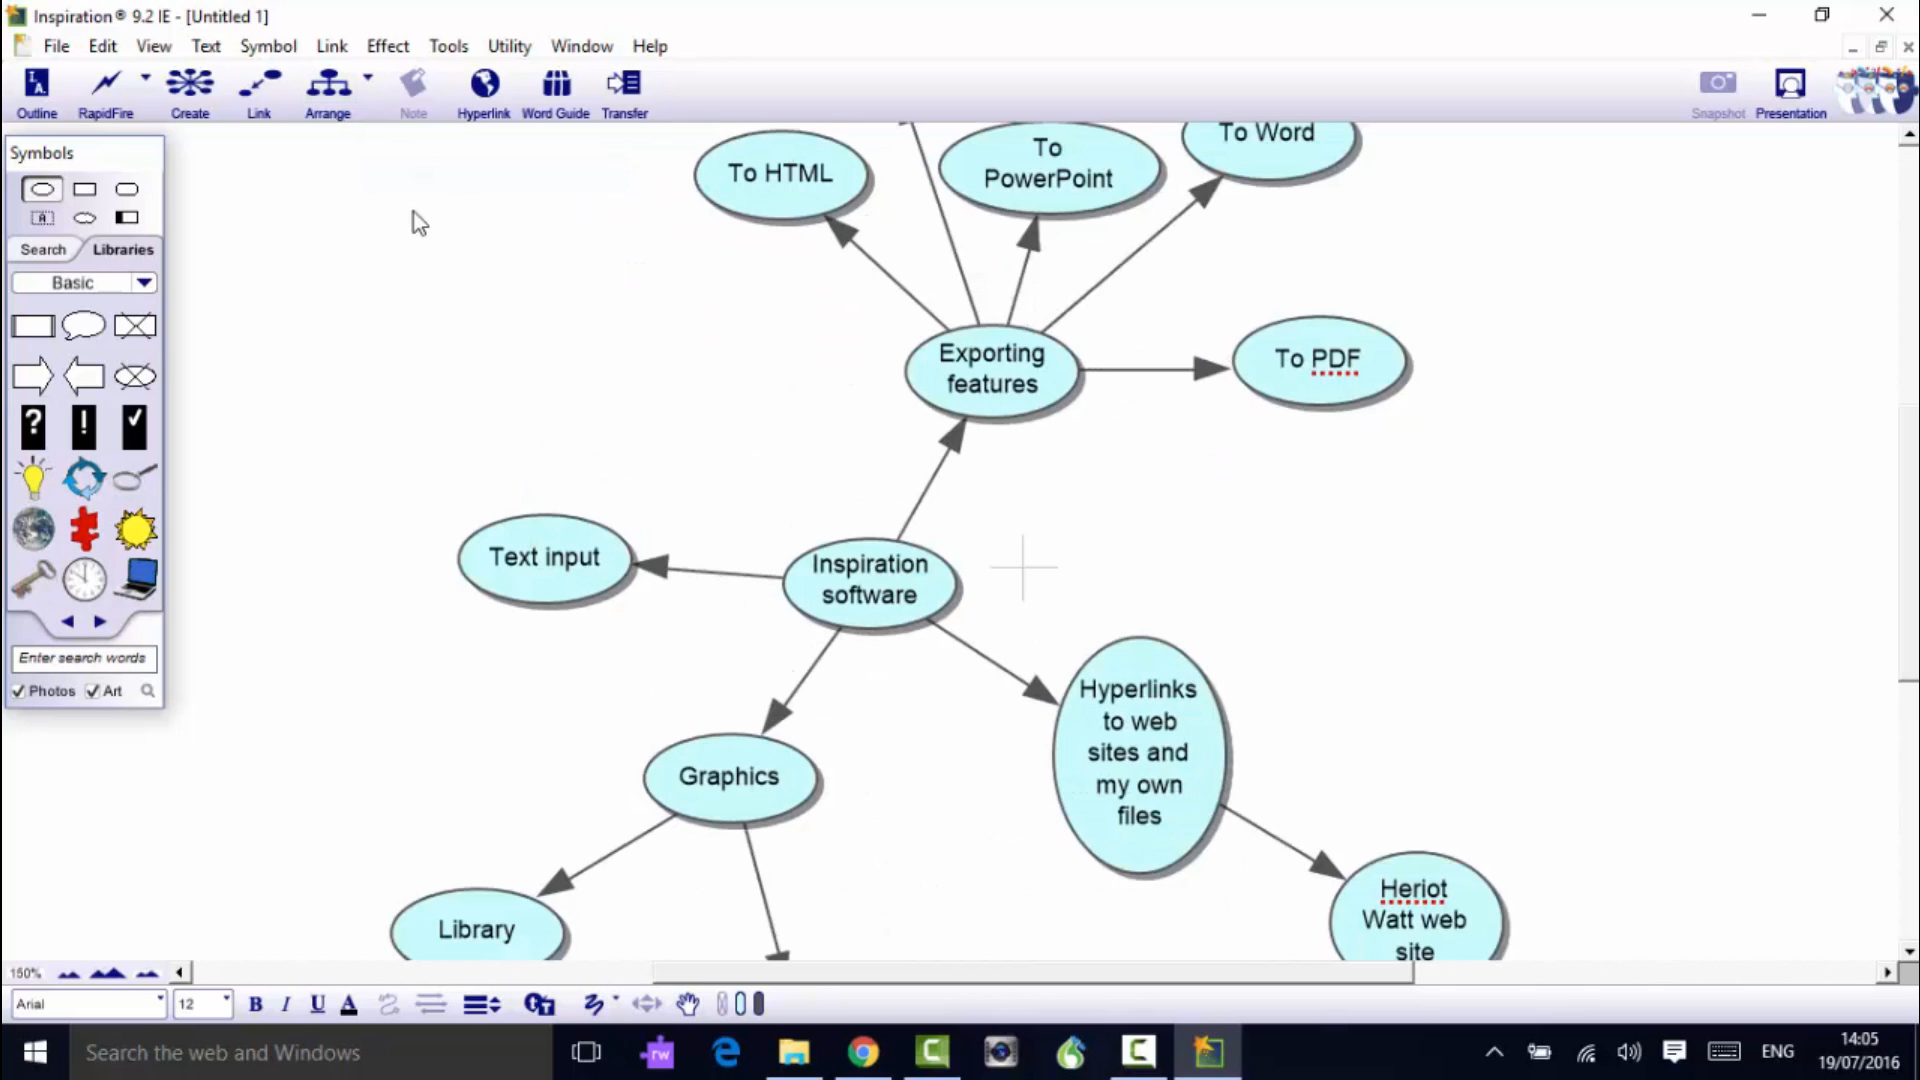 Inspiration® 9.2 IE - [Untitled 1]
File Edit View Text Symbol Link Effect Tools Utility Window Help
Outline RapidFire Create Link Arrange Note Hyperlink Word Guide Transfer Snapshot Presentation
Symbols
A
Search Libraries
Basic
? !
Enter search words
Photos Art
To HTML
To
PowerPoint
To Word
Exporting
features
To PDF
Text input
Inspiration
software
Hyperlinks
to web
sites and
my own
files
Graphics
Library
Heriot
Watt web
site
150%
Arial 12 B I U A
Search the web and Windows
rw
ENG
14:05
19/07/2016